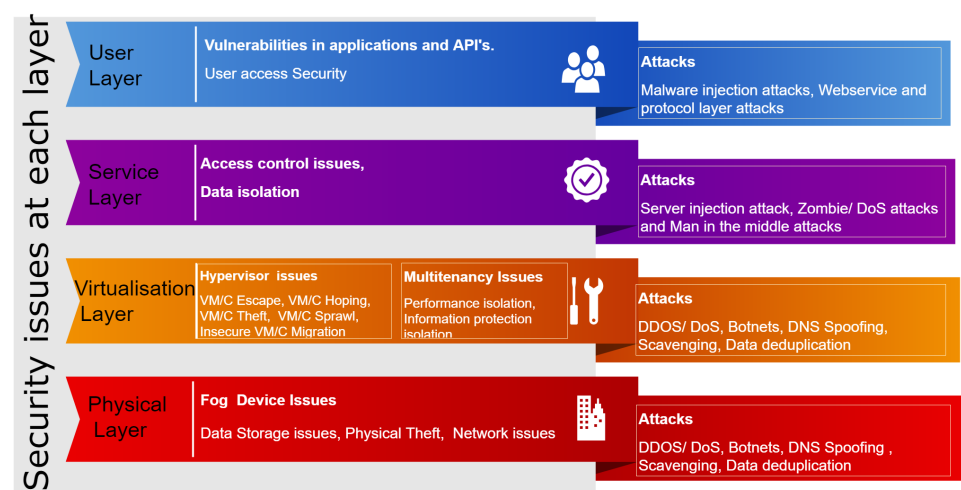 Security issues at each layer
User
Layer
Vulnerabilities in applications and API's.
User access Security
Attacks
Malware injection attacks, Webservice and
protocol layer attacks
Service
Layer
Access control issues,
Data isolation
Attacks
Server injection attack, Zombie/ DoS attacks
and Man in the middle attacks
Virtualisation
Layer
Hypervisor issues
VM/C Escape, VM/C Hoping,
VM/C Theft, VM/C Sprawl,
Insecure VM/C Migration
Multitenancy Issues
Performance isolation,
Information protection
isolation
Attacks
DDOS/ DoS, Botnets, DNS Spoofing,
Scavenging, Data deduplication
Physical
Layer
Fog Device Issues
Data Storage issues, Physical Theft, Network issues
Attacks
DDOS/ DoS, Botnets, DNS Spoofing ,
Scavenging, Data deduplication